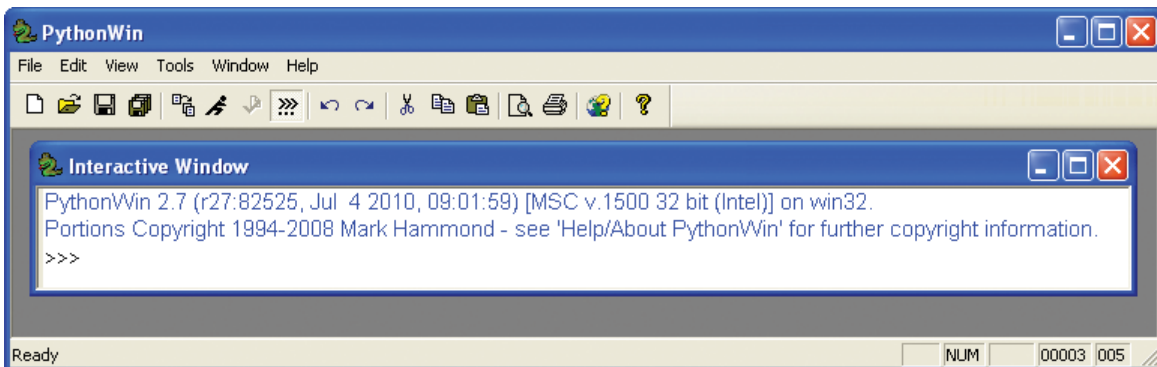 PythonWin
File Edit View Tools Window Help
Interactive Window
PythonWin 2.7 (r27:82525, Jul  4 2010, 09:01:59) [MSC v.1500 32 bit (Intel)] on win32.
Portions Copyright 1994-2008 Mark Hammond - see 'Help/About PythonWin' for further copyright information.
>>>
Ready NUM 00003 005